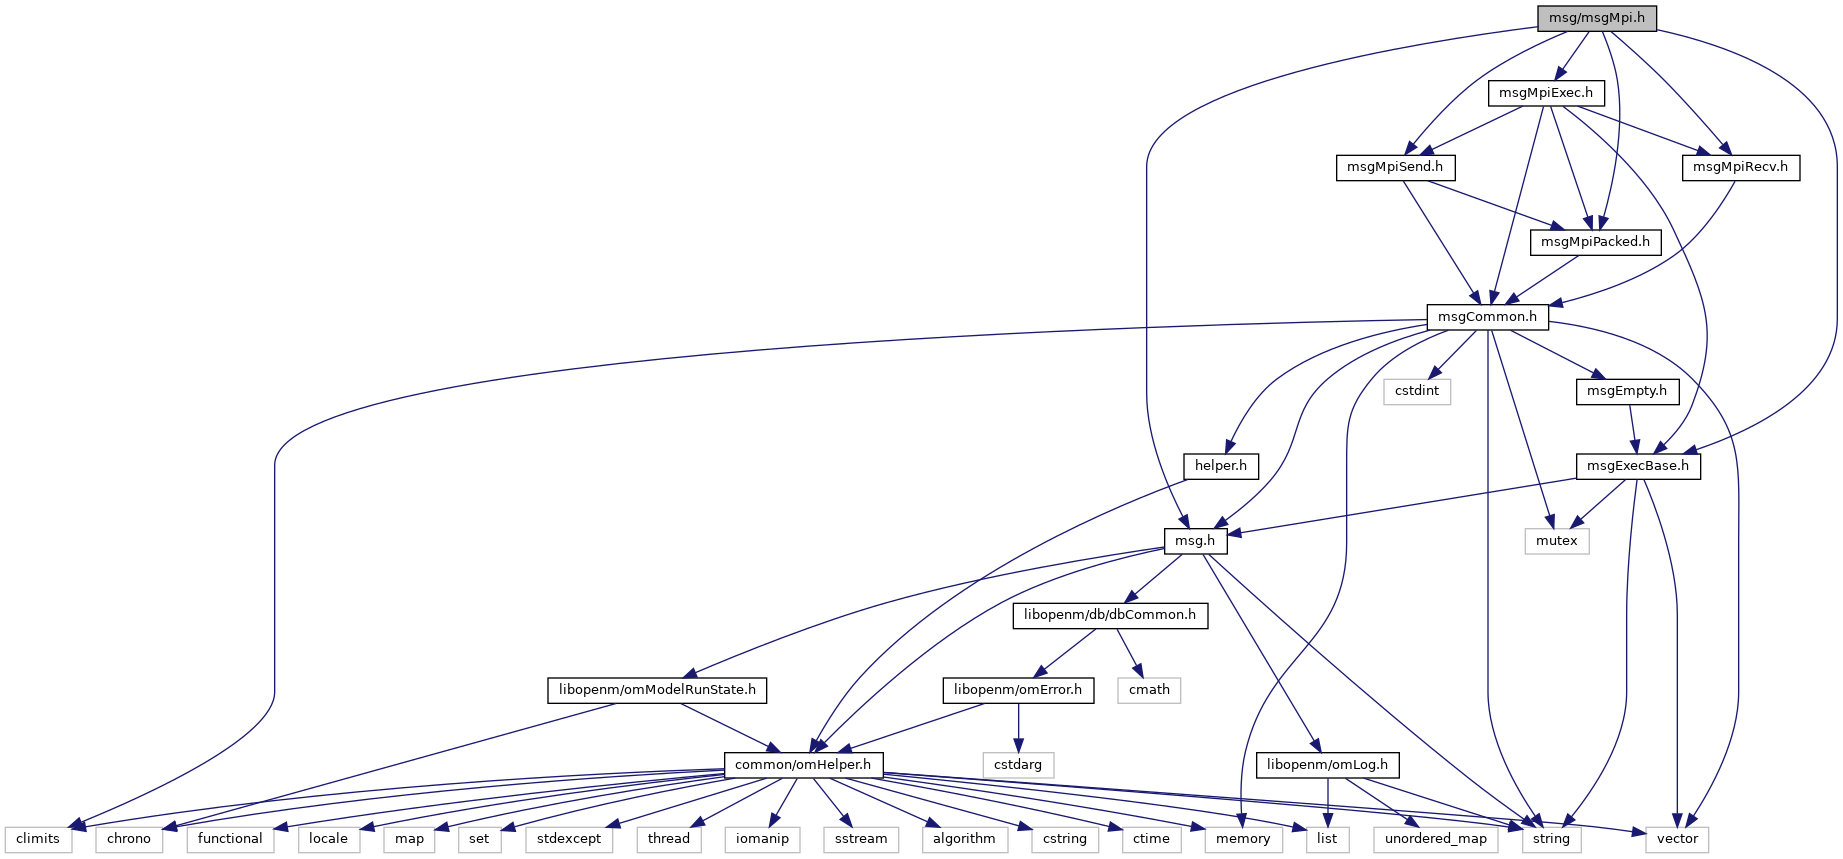 msg/msgMpi.h
msgMpiExec.h
msgMpiSend.h
msgMpiRecv.h
msgMpiPacked.h
msgCommon.h
cstdint
msgEmpty.h
helper.h
msgExecBase.h
msg.h
mutex
libopenm/db/dbCommon.h
libopenm/omModelRunState.h
libopenm/omError.h
cmath
common/omHelper.h
cstdarg
libopenm/omLog.h
climits
chrono
functional
locale
map
set
stdexcept
thread
iomanip
sstream
algorithm
cstring
ctime
memory
list
unordered_map
string
vector